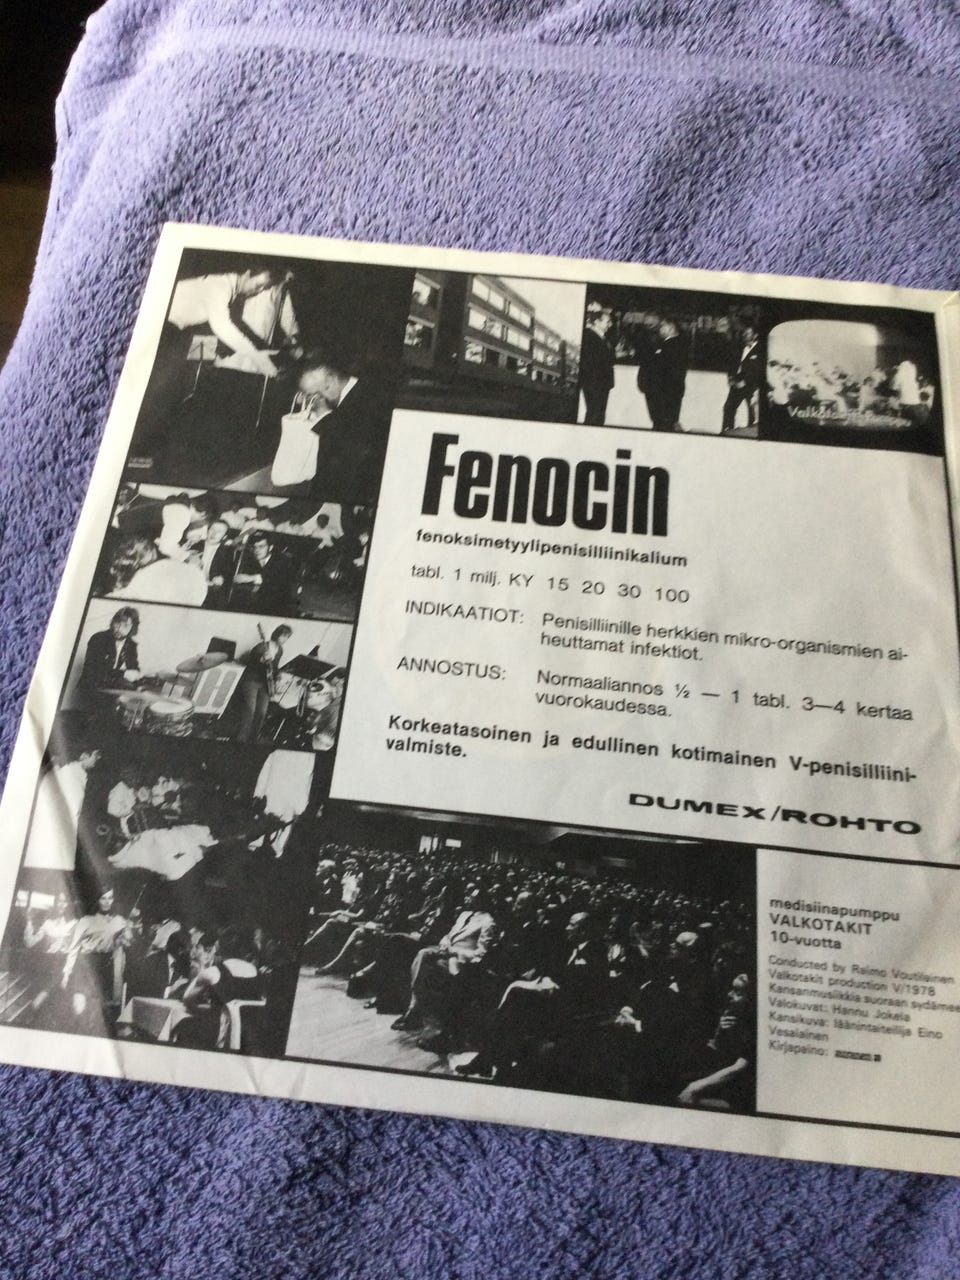 Valkotakit Pumppu
Fenocin
fenoksimetyylipenisilliinikalium
tabl. 1 milj. KY 15 20 30 100
INDIKAATIOT: Penisilliinille herkkien mikro-organismien ai-
heuttamat infektiot.
ANNOSTUS: Normaaliannos ½ — 1 tabl. 3—4 kertaa
vuorokaudessa.
Korkeatasoinen ja edullinen kotimainen V-penisilliini-
valmiste.
DUMEX/ROHTO
medisiinapumppu
VALKOTAKIT
10-vuotta
Conducted by Raimo Voutilainen
Valkotakit production V/1978
Kansanmusiikkia suoraan sydämee
Valokuvat: Hannu Jokela
Kansikuva: läänintaiteilija Eino
Vesalainen
Kirjapaino: